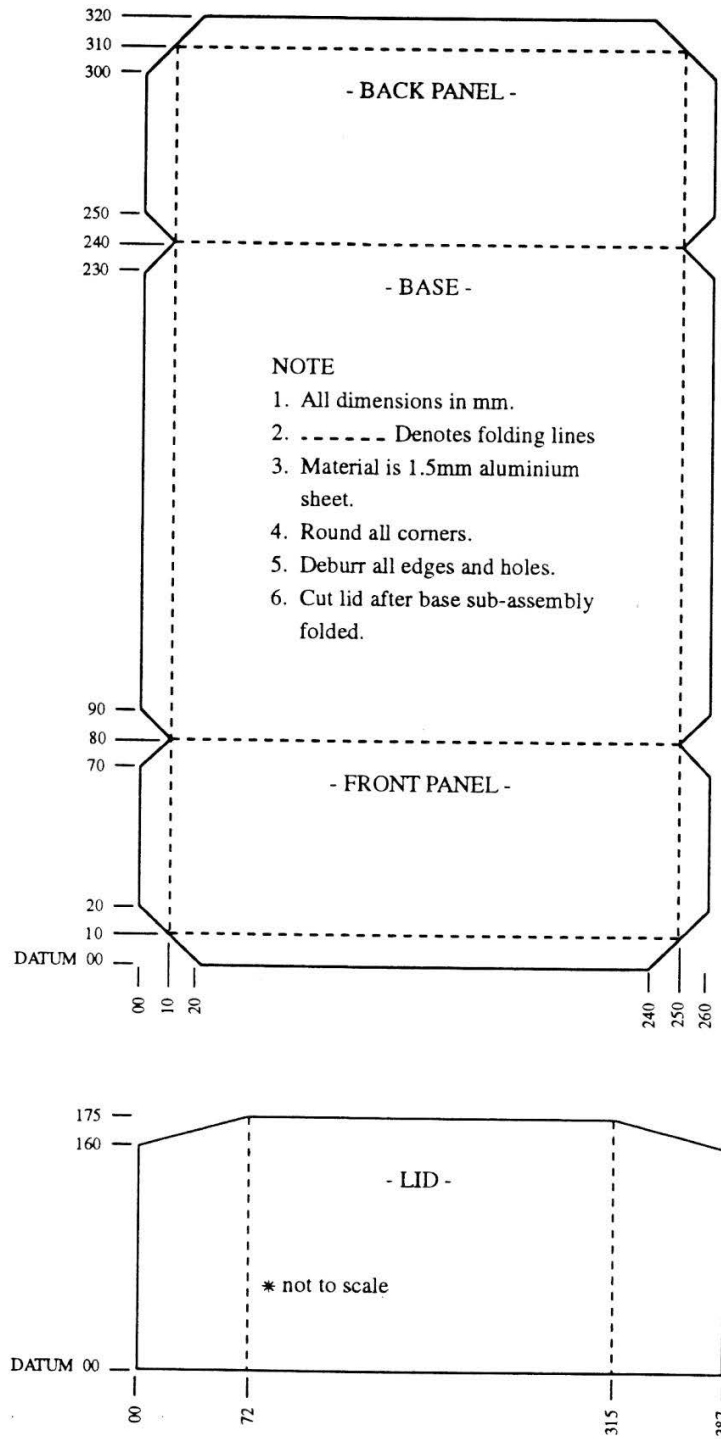 320
310
300
- BACK PANEL -
250
240
230
- BASE -
NOTE
1. All dimensions in mm.
2. ------ Denotes folding lines
3. Material is 1.5mm aluminium
sheet.
4. Round all corners.
5. Deburr all edges and holes.
6. Cut lid after base sub-assembly
folded.
90
80
70
- FRONT PANEL -
20
10
DATUM 00
00 10 20 240 250 260
175
160
- LID -
* not to scale
DATUM 00
00 72 315 387